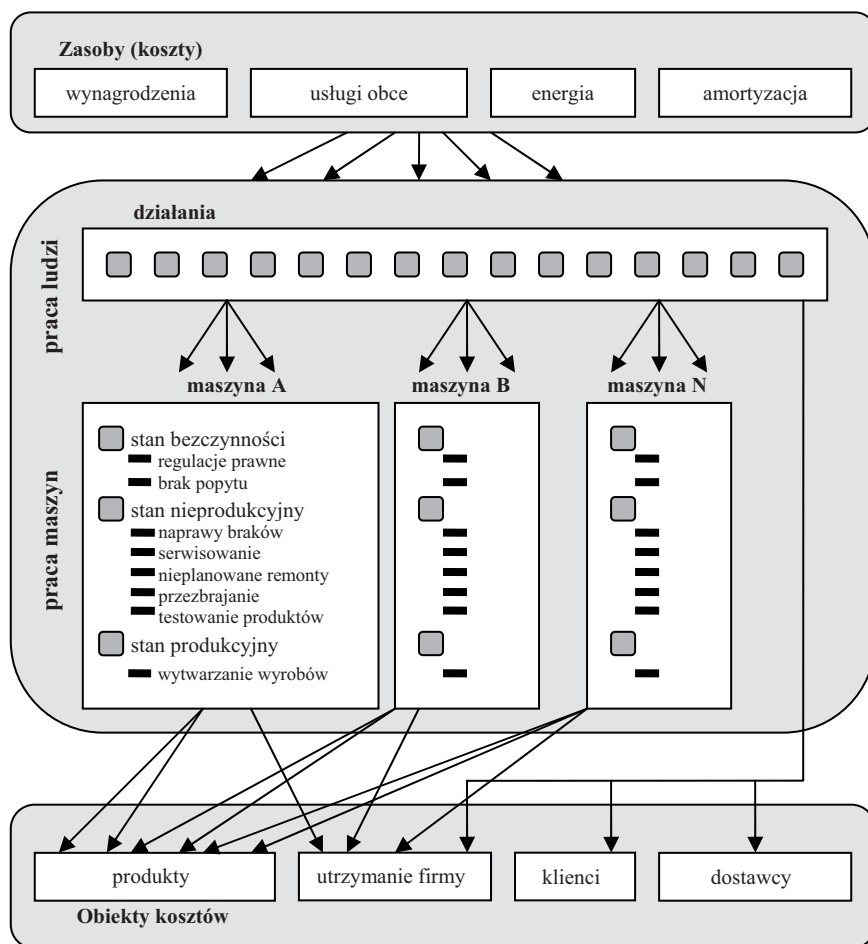 Zasoby (koszty)
wynagrodzenia
usługi obce
energia
amortyzacja
działania
praca ludzi
maszyna A
maszyna B
maszyna N
praca maszyn
stan bezczynności
regulacje prawne
brak popytu
stan nieprodukcyjny
naprawy braków
serwisowanie
nieplanowane remonty
przezbrajanie
testowanie produktów
stan produkcyjny
wytwarzanie wyrobów
produkty
utrzymanie firmy
klienci
dostawcy
Obiekty kosztów